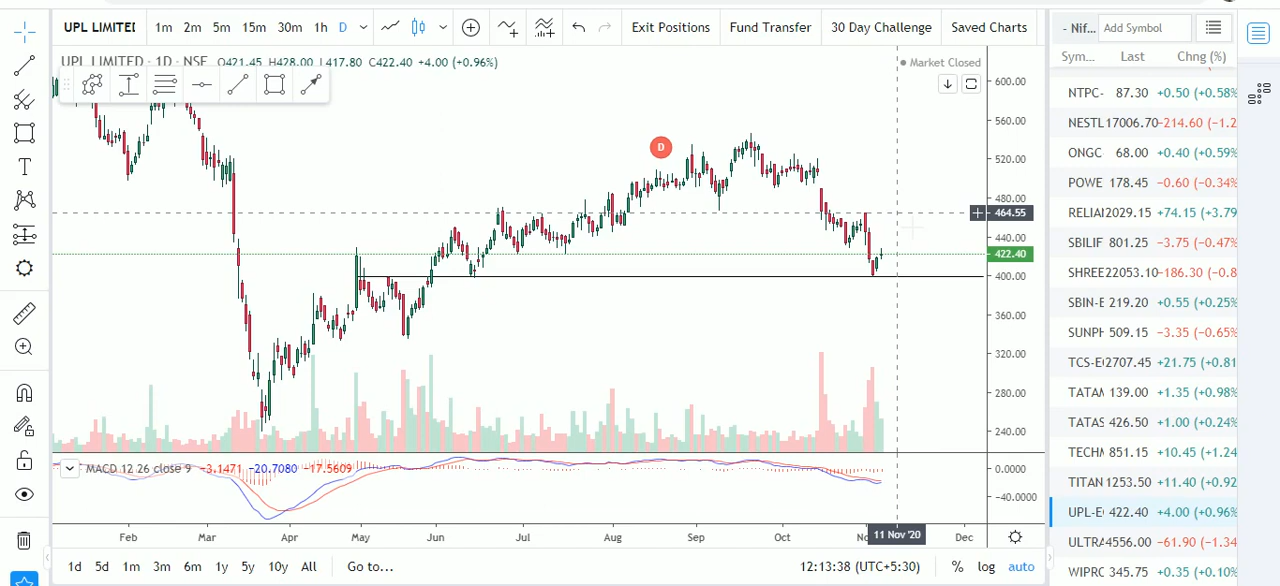 UPL LIMITED 1m 2m 5m 15m 30m 1h D Exit Positions Fund Transfer 30 Day Challenge Saved Charts
- Nif... Add Symbol
UPL LIMITED · 1D · NSE O421.45 H428.00 L417.80 C422.40 +4.00 (+0.96%)
Market Closed
Sym... Last Chng (%)
NTPC- 87.30 +0.50 (+0.58%
NESTL 17006.70 -214.60 (-1.2
ONGC 68.00 +0.40 (+0.59%
POWE 178.45 -0.60 (-0.34%
RELIAI 2029.15 +74.15 (+3.79
SBILIF 801.25 -3.75 (-0.47%
SHREE 22053.10 -186.30 (-0.8
SBIN-E 219.20 +0.55 (+0.25%
SUNPH 509.15 -3.35 (-0.65%
TCS-E 2707.45 +21.75 (+0.81
TATAM 139.00 +1.35 (+0.98%
TATAS 426.50 +1.00 (+0.24%
TECHM 851.15 +10.45 (+1.24
TITAN 1253.50 +11.40 (+0.92
UPL-E 422.40 +4.00 (+0.96%
ULTRA 4556.00 -61.90 (-1.34
WIPRC 345.75 +0.35 (+0.10%
D
600.00
560.00
520.00
480.00
464.55
440.00
422.40
400.00
360.00
320.00
280.00
240.00
MACD 12 26 close 9 -3.1471 -20.7080 -17.5609
0.0000
-40.0000
Feb Mar Apr May Jun Jul Aug Sep Oct No 11 Nov '20 Dec
1d 5d 1m 3m 6m 1y 5y 10y All Go to... 12:13:38 (UTC+5:30) % log auto